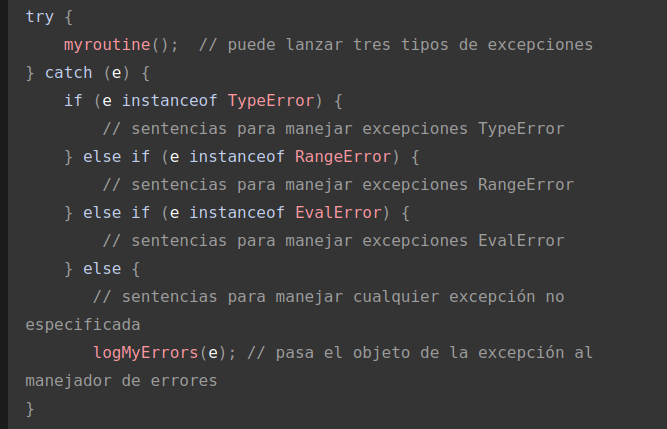 try {
    myroutine();  // puede lanzar tres tipos de excepciones
} catch (e) {
    if (e instanceof TypeError) {
        // sentencias para manejar excepciones TypeError
    } else if (e instanceof RangeError) {
        // sentencias para manejar excepciones RangeError
    } else if (e instanceof EvalError) {
        // sentencias para manejar excepciones EvalError
    } else {
       // sentencias para manejar cualquier excepción no
especificada
       logMyErrors(e); // pasa el objeto de la excepción al
manejador de errores
}